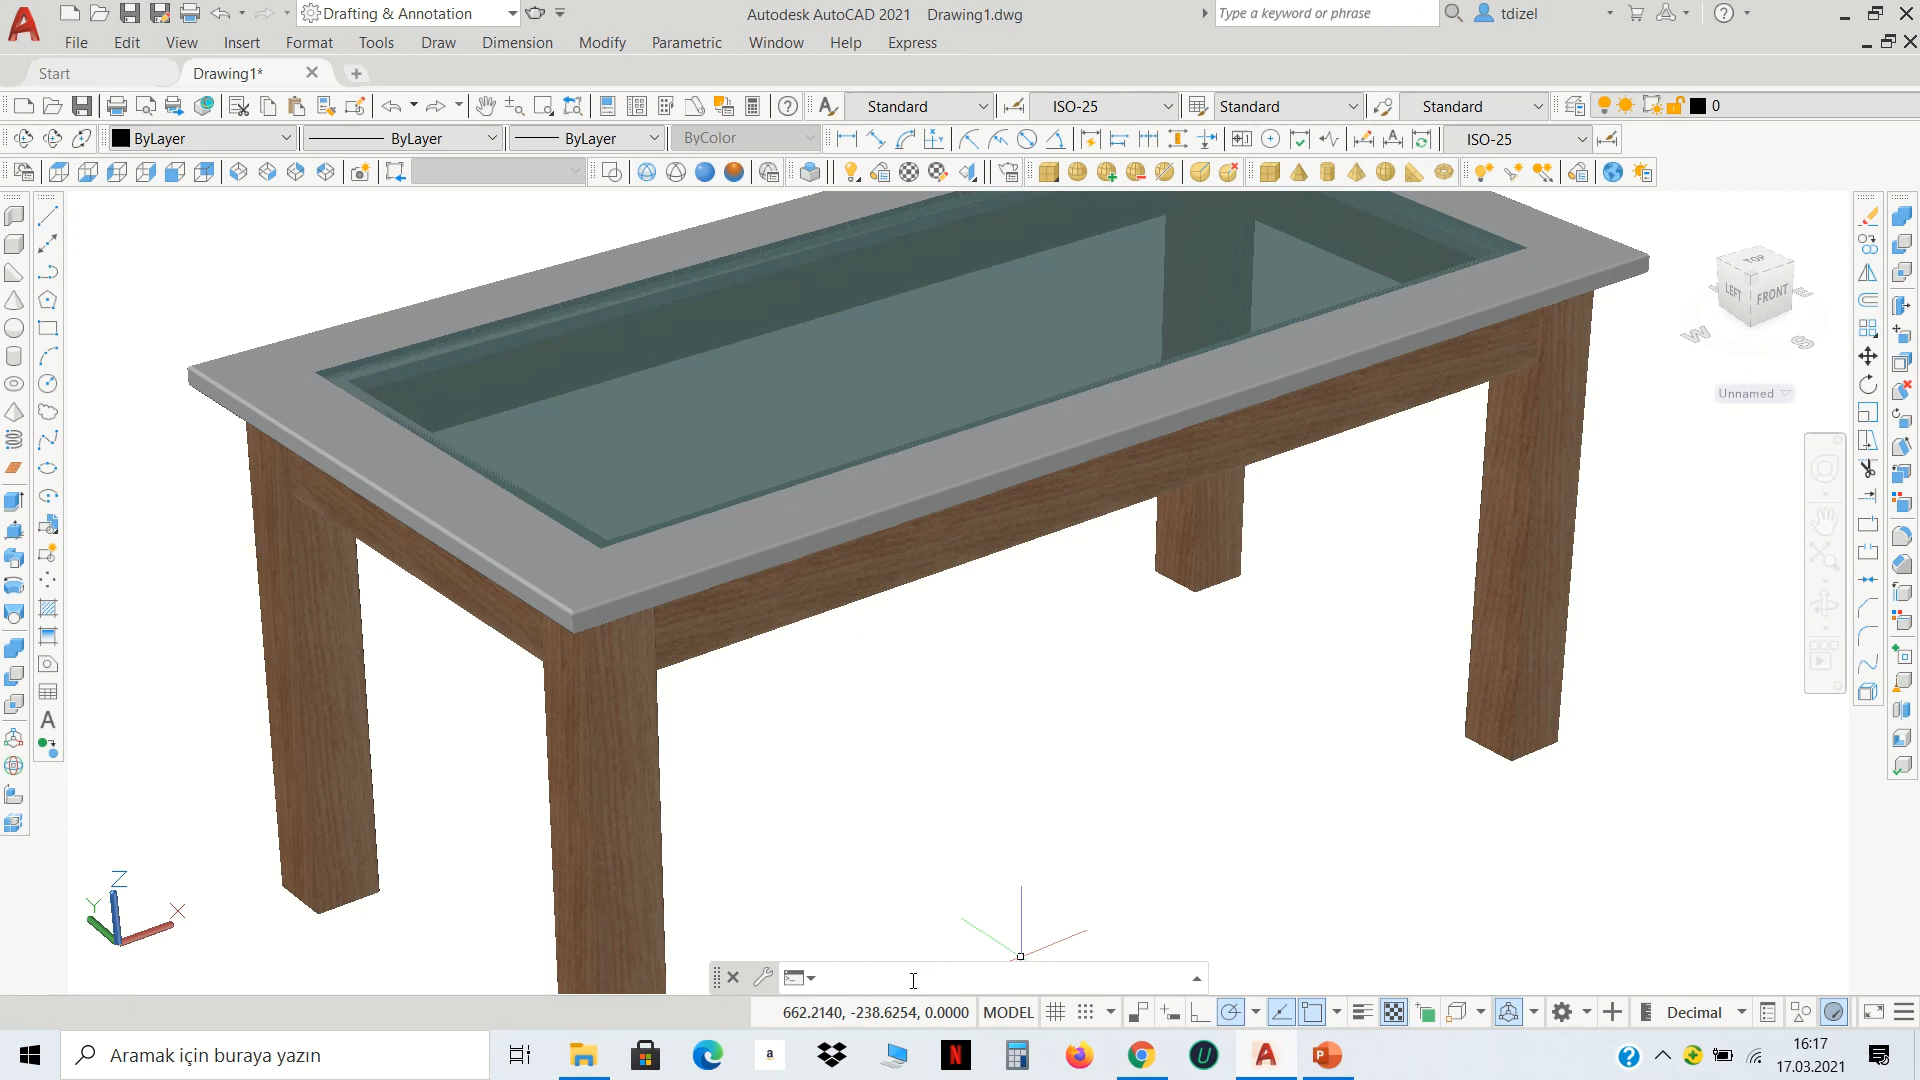 Drafting & Annotation
Autodesk AutoCAD 2021 Drawing1.dwg
Type a keyword or phrase
tdizel
File Edit View Insert Format Tools Draw Dimension Modify Parametric Window Help Express
Start
Drawing1*
Standard
ISO-25
Standard
Standard
0
ByLayer
ByLayer
ByLayer
ByColor
ISO-25
TOP
LEFT
FRONT
W
S
Unnamed
A
Z
Y
X
662.2140, -238.6254, 0.0000
MODEL
Decimal
Aramak için buraya yazın
16:17
17.03.2021